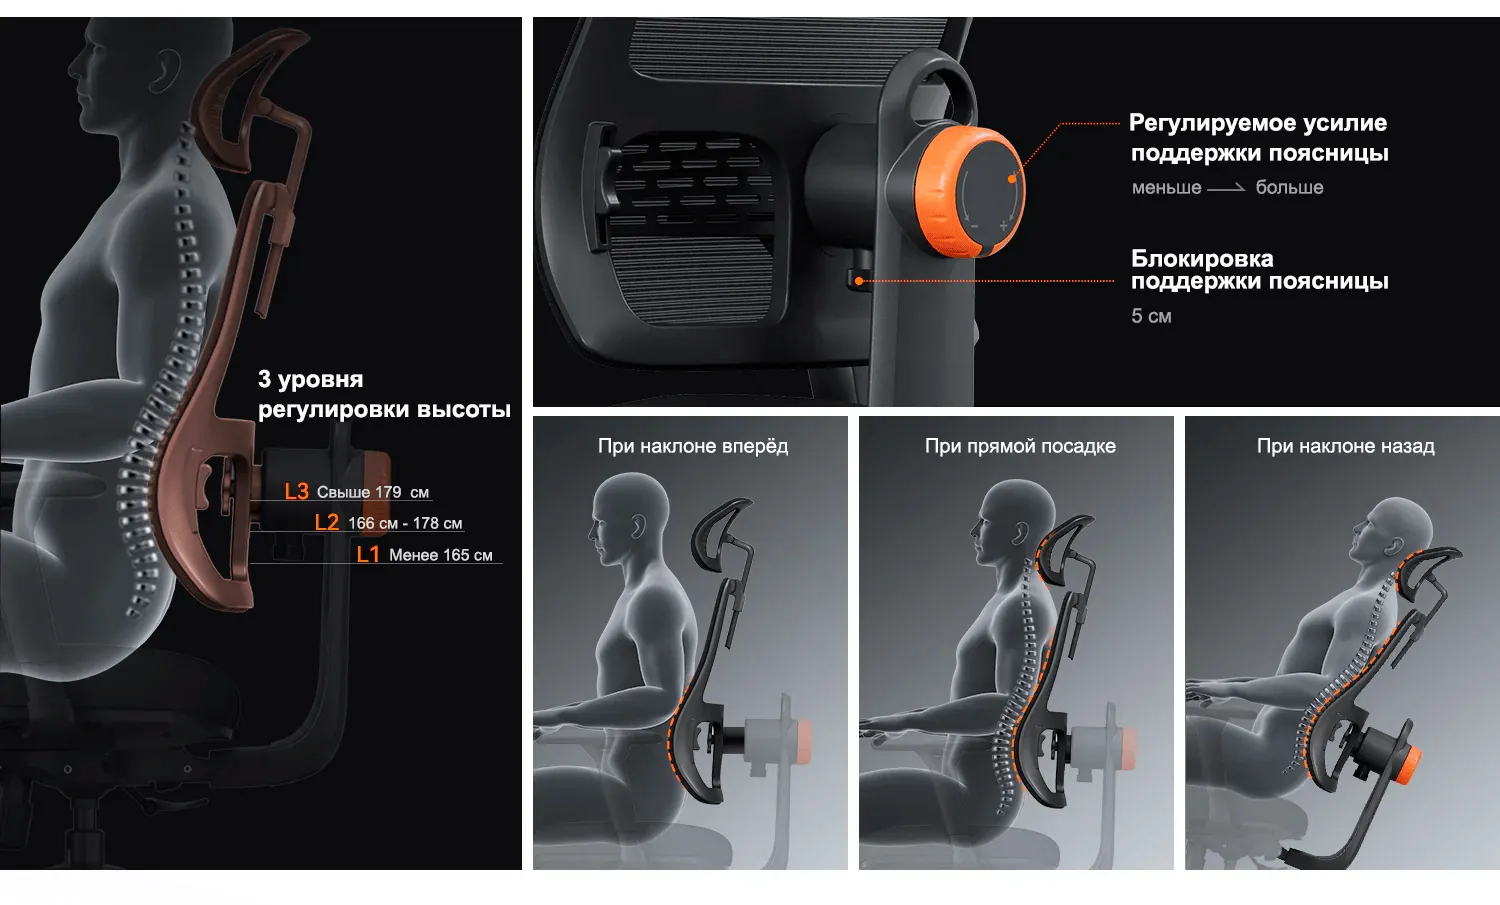 3 уровня
регулировки высоты
L3 Свыше 179 см
L2 166 см - 178 см
L1 Менее 165 см
Регулируемое усилие
поддержки поясницы
меньше → больше
Блокировка
поддержки поясницы
5 см
- +
При наклоне вперёд
При прямой посадке
При наклоне назад